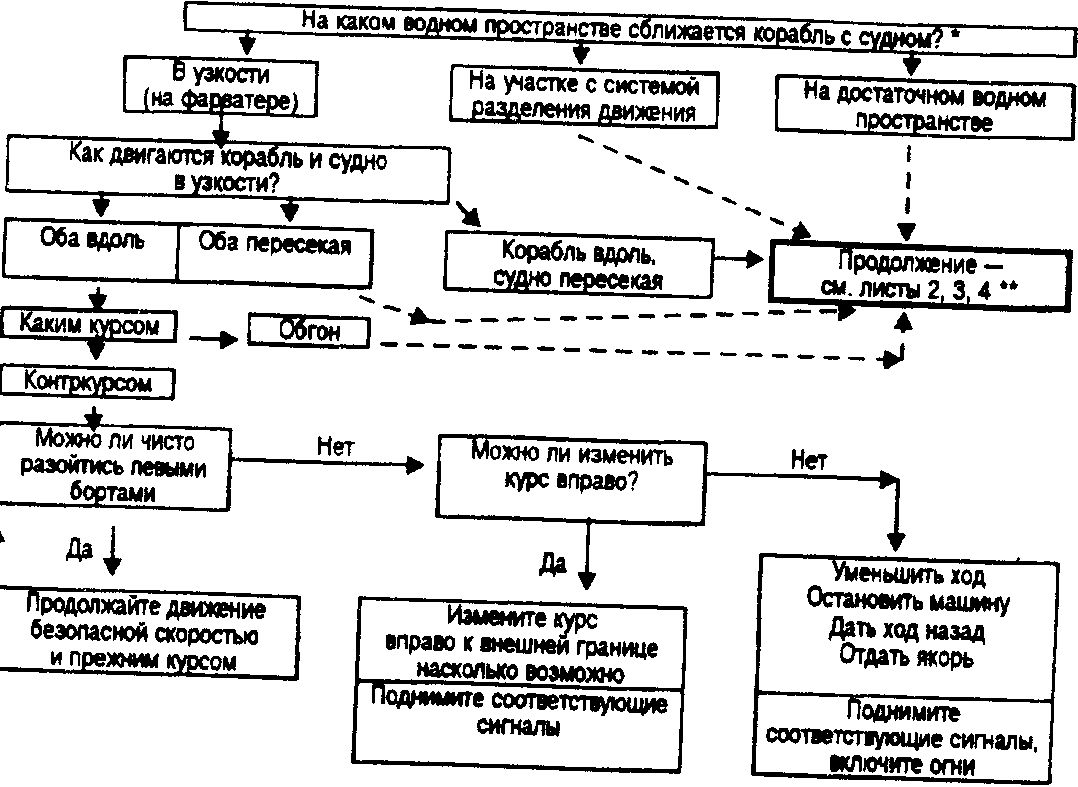 На каком водном пространстве сближается корабль с судном? *
В узкости
(на фарватере)
На участке с системой
разделения движения
На достаточном водном
пространстве
Как двигаются корабль и судно
в узкости?
Оба вдоль
Оба пересекая
Корабль вдоль,
судно пересекая
Продолжение —
см. листы 2, 3, 4 **
Каким курсом
Обгон
Контркурсом
Можно ли чисто
разойтись левыми
бортами
Нет
Можно ли изменить
курс вправо?
Нет
Да
Да
Продолжайте движение
безопасной скоростью
и прежним курсом
Измените курс
вправо к внешней границе
насколько возможно
Поднимите соответствующие
сигналы
Уменьшить ход
Остановить машину
Дать ход назад
Отдать якорь
Поднимите
соответствующие сигналы,
включите огни